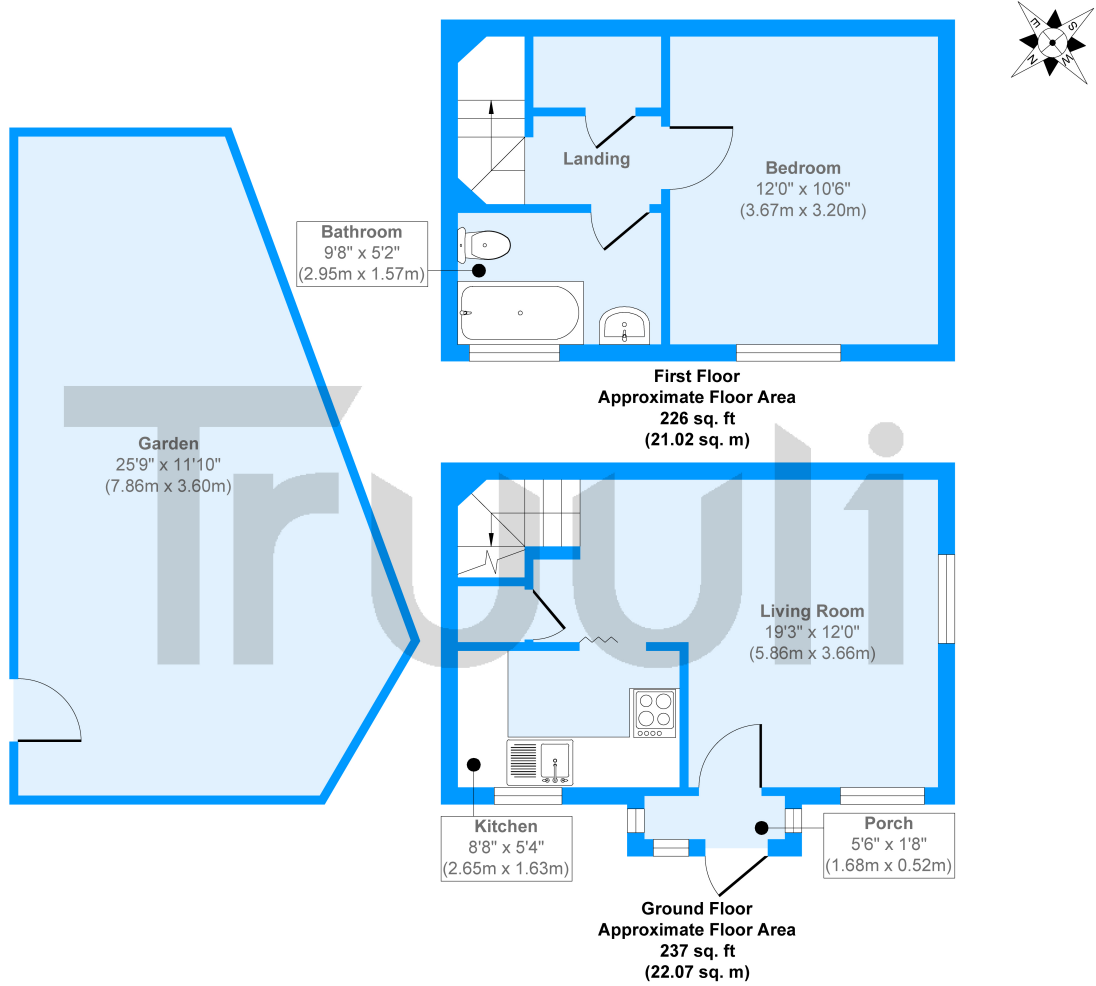 E
S
N
W
Landing
Bedroom
12'0" x 10'6"
(3.67m x 3.20m)
Bathroom
9'8" x 5'2"
(2.95m x 1.57m)
First Floor
Approximate Floor Area
226 sq. ft
(21.02 sq. m)
Garden
25'9" x 11'10"
(7.86m x 3.60m)
Truuli
Living Room
19'3" x 12'0"
(5.86m x 3.66m)
Kitchen
8'8" x 5'4"
(2.65m x 1.63m)
Porch
5'6" x 1'8"
(1.68m x 0.52m)
Ground Floor
Approximate Floor Area
237 sq. ft
(22.07 sq. m)